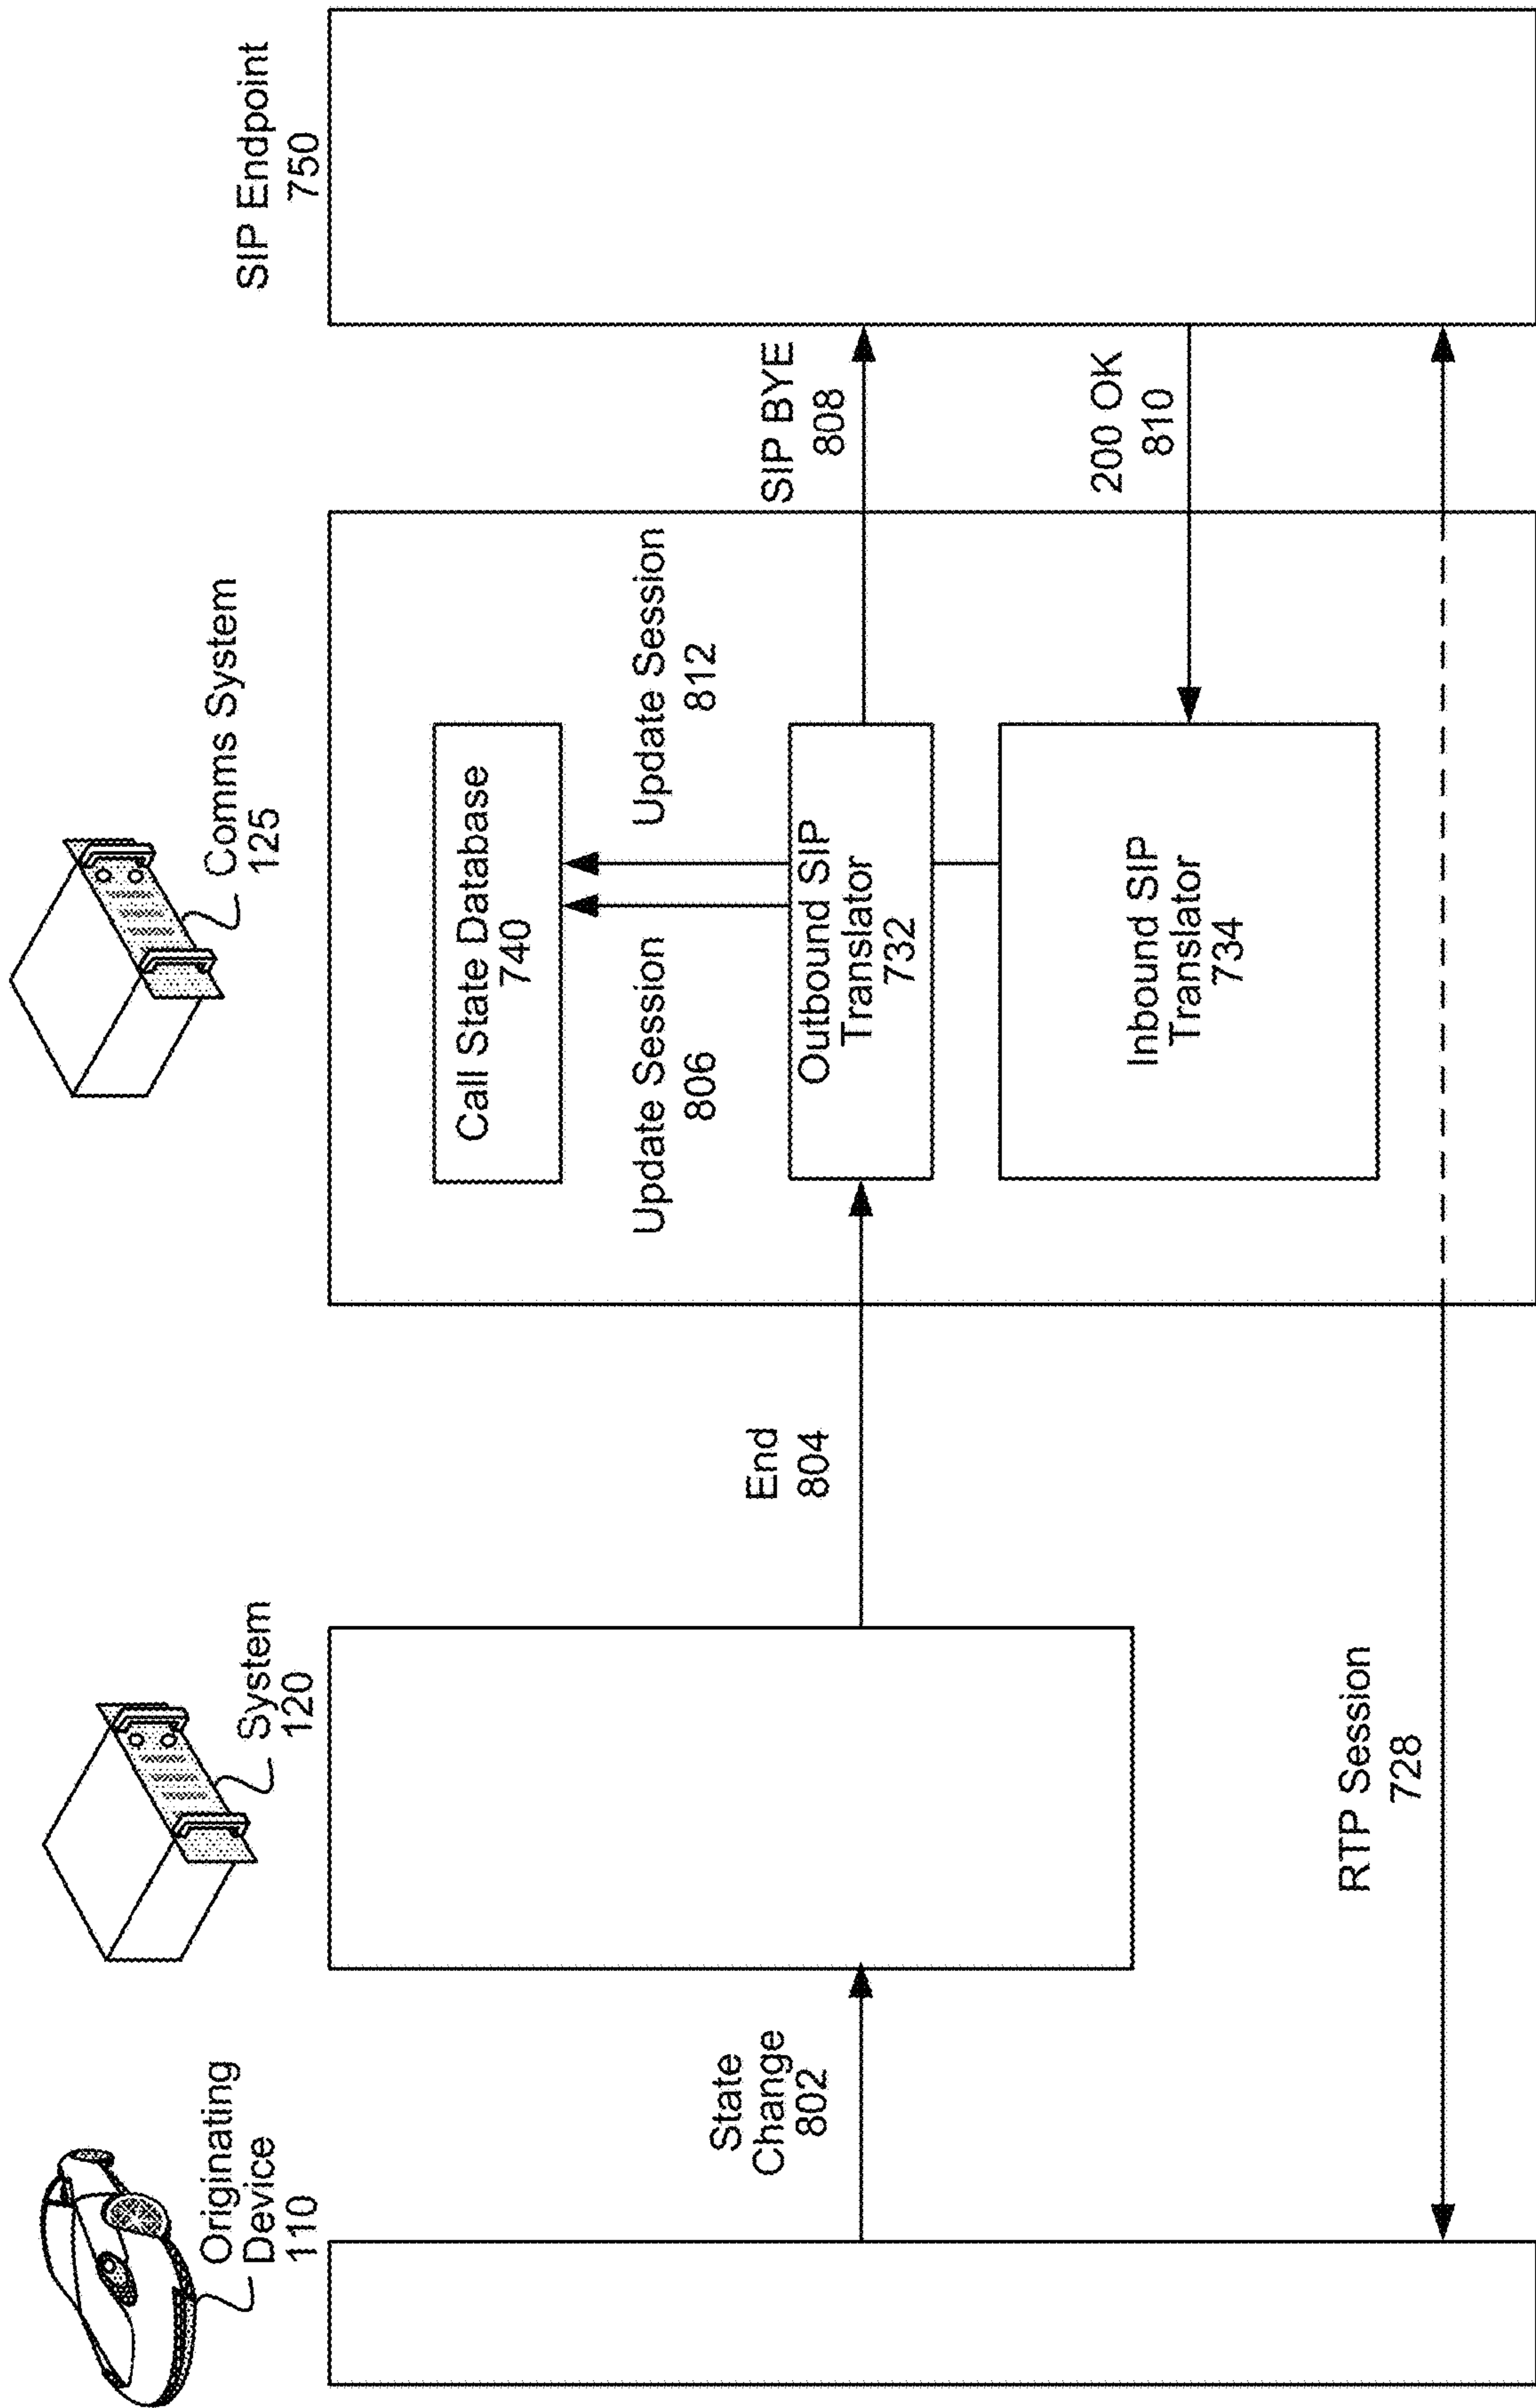 Originating
Device
110
System
120
Comms System
125
SIP Endpoint
750
State
Change
802
End
804
Call State Database
740
Update Session
806
Update Session
812
Outbound SIP
Translator
732
SIP BYE
808
Inbound SIP
Translator
734
200 OK
810
RTP Session
728